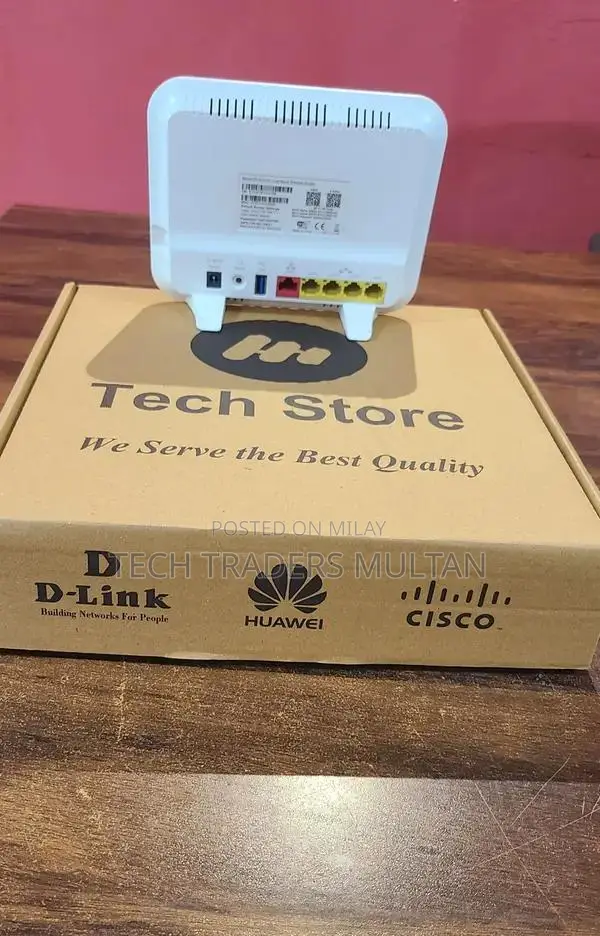 Tech Store
We Serve the Best Quality
POSTED ON MILAY
TECH TRADERS MULTAN
D
D-Link
Building Networks For People
HUAWEI
CISCO